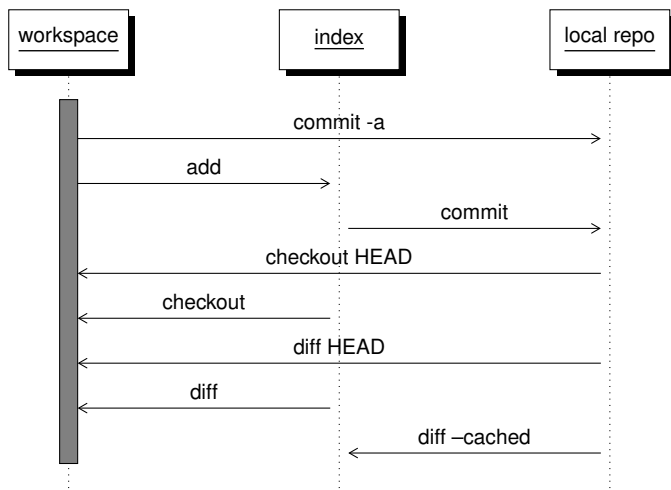 workspace
index
local repo
commit -a
add
commit
checkout HEAD
checkout
diff HEAD
diff
diff –cached